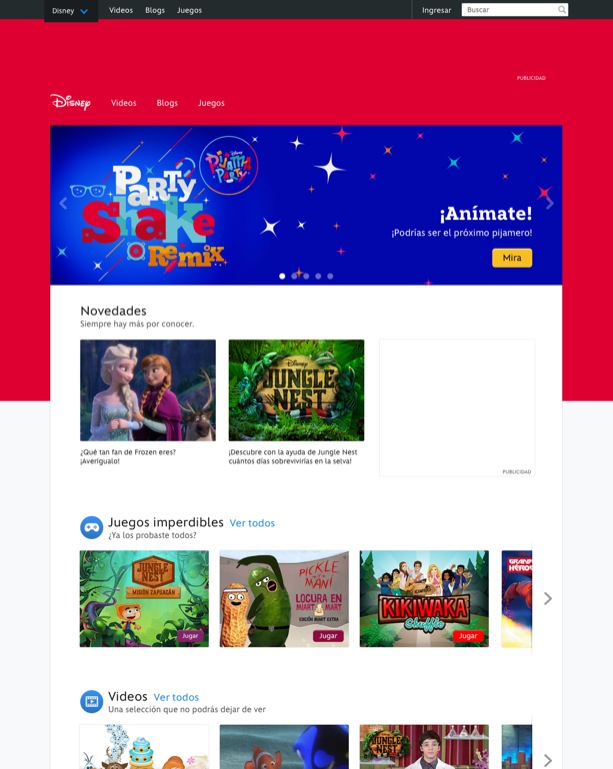 Disney
Videos
Blogs
Juegos
Ingresar
Buscar
PUBLICIDAD
Disney
Videos
Blogs
Juegos
Disney
Pijama Party
Party
Shake
Remix
¡Anímate!
¡Podrías ser el próximo pijamero!
Mira
Novedades
Siempre hay más por conocer.
Disney
JUNGLE
NEST
¿Qué tan fan de Frozen eres?
¡Averígualo!
¡Descubre con la ayuda de Jungle Nest
cuántos días sobrevivirías en la selva!
PUBLICIDAD
Juegos imperdibles Ver todos
¿Ya los probaste todos?
JUNGLE
NEST
MISIÓN ZAPSACÁN
Jugar
PICKLE
AND
MANÍ
LOCURA EN
MIART MART
EDICIÓN MART EXTRA
Jugar
KIKIWAKA
Shuffle
Jugar
Videos Ver todos
Una selección que no podrás dejar de ver
JUNGLE
NEST